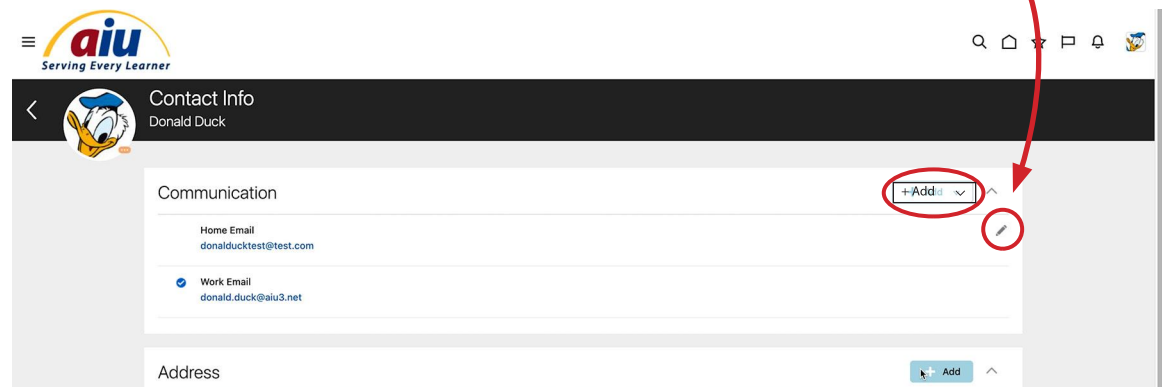 aiu
Serving Every Learner
Contact Info
Donald Duck
Communication
+Add
Home Email
donalducktest@test.com
Work Email
donald.duck@aiu3.net
Address
+ Add